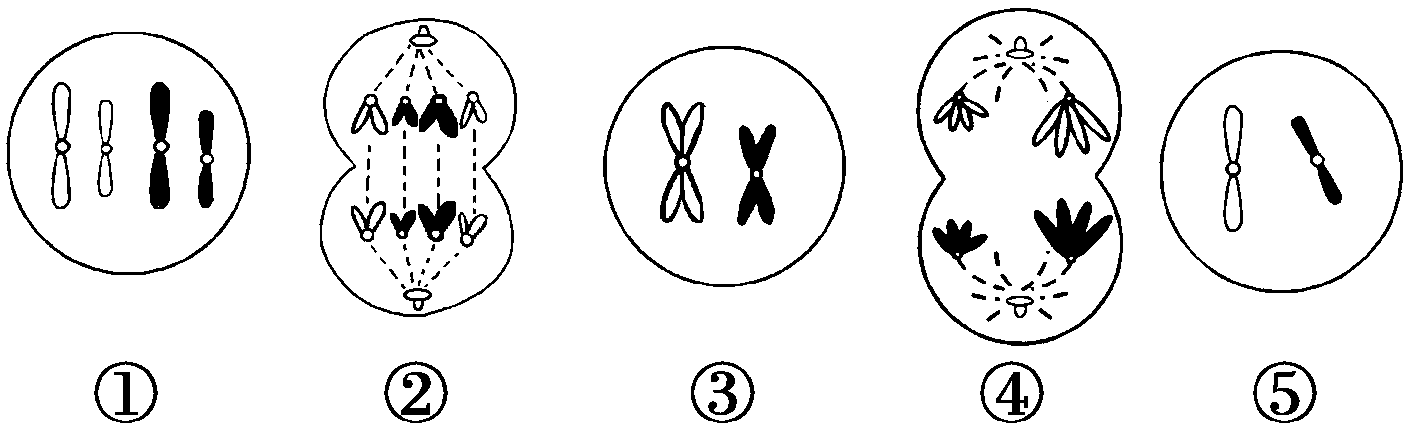 ① ② ③ ④ ⑤